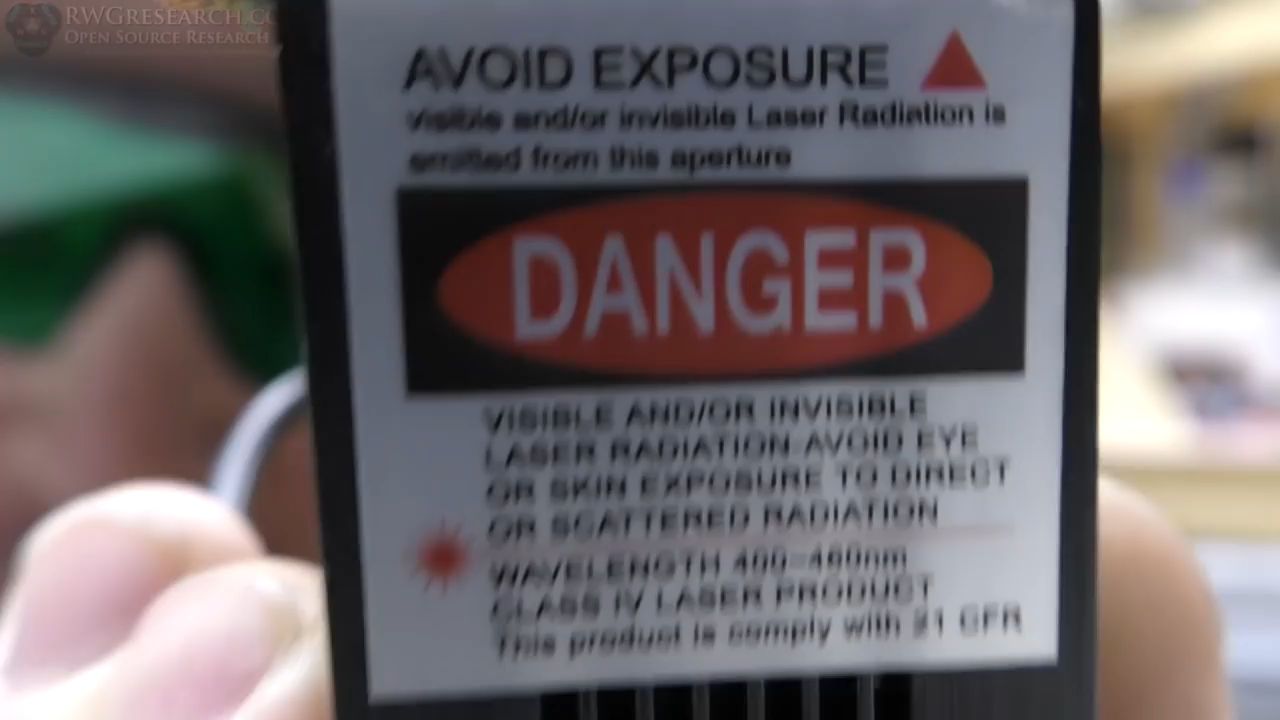 RWGRESEARCH.CO
OPEN SOURCE RESEARCH
AVOID EXPOSURE
visible and/or invisible Laser Radiation is
emitted from this aperture
DANGER
VISIBLE AND/OR INVISIBLE
LASER RADIATION-AVOID EYE
OR SKIN EXPOSURE TO DIRECT
OR SCATTERED RADIATION
WAVELENGTH 400-460nm
CLASS IV LASER PRODUCT
This product is comply with 21 CFR